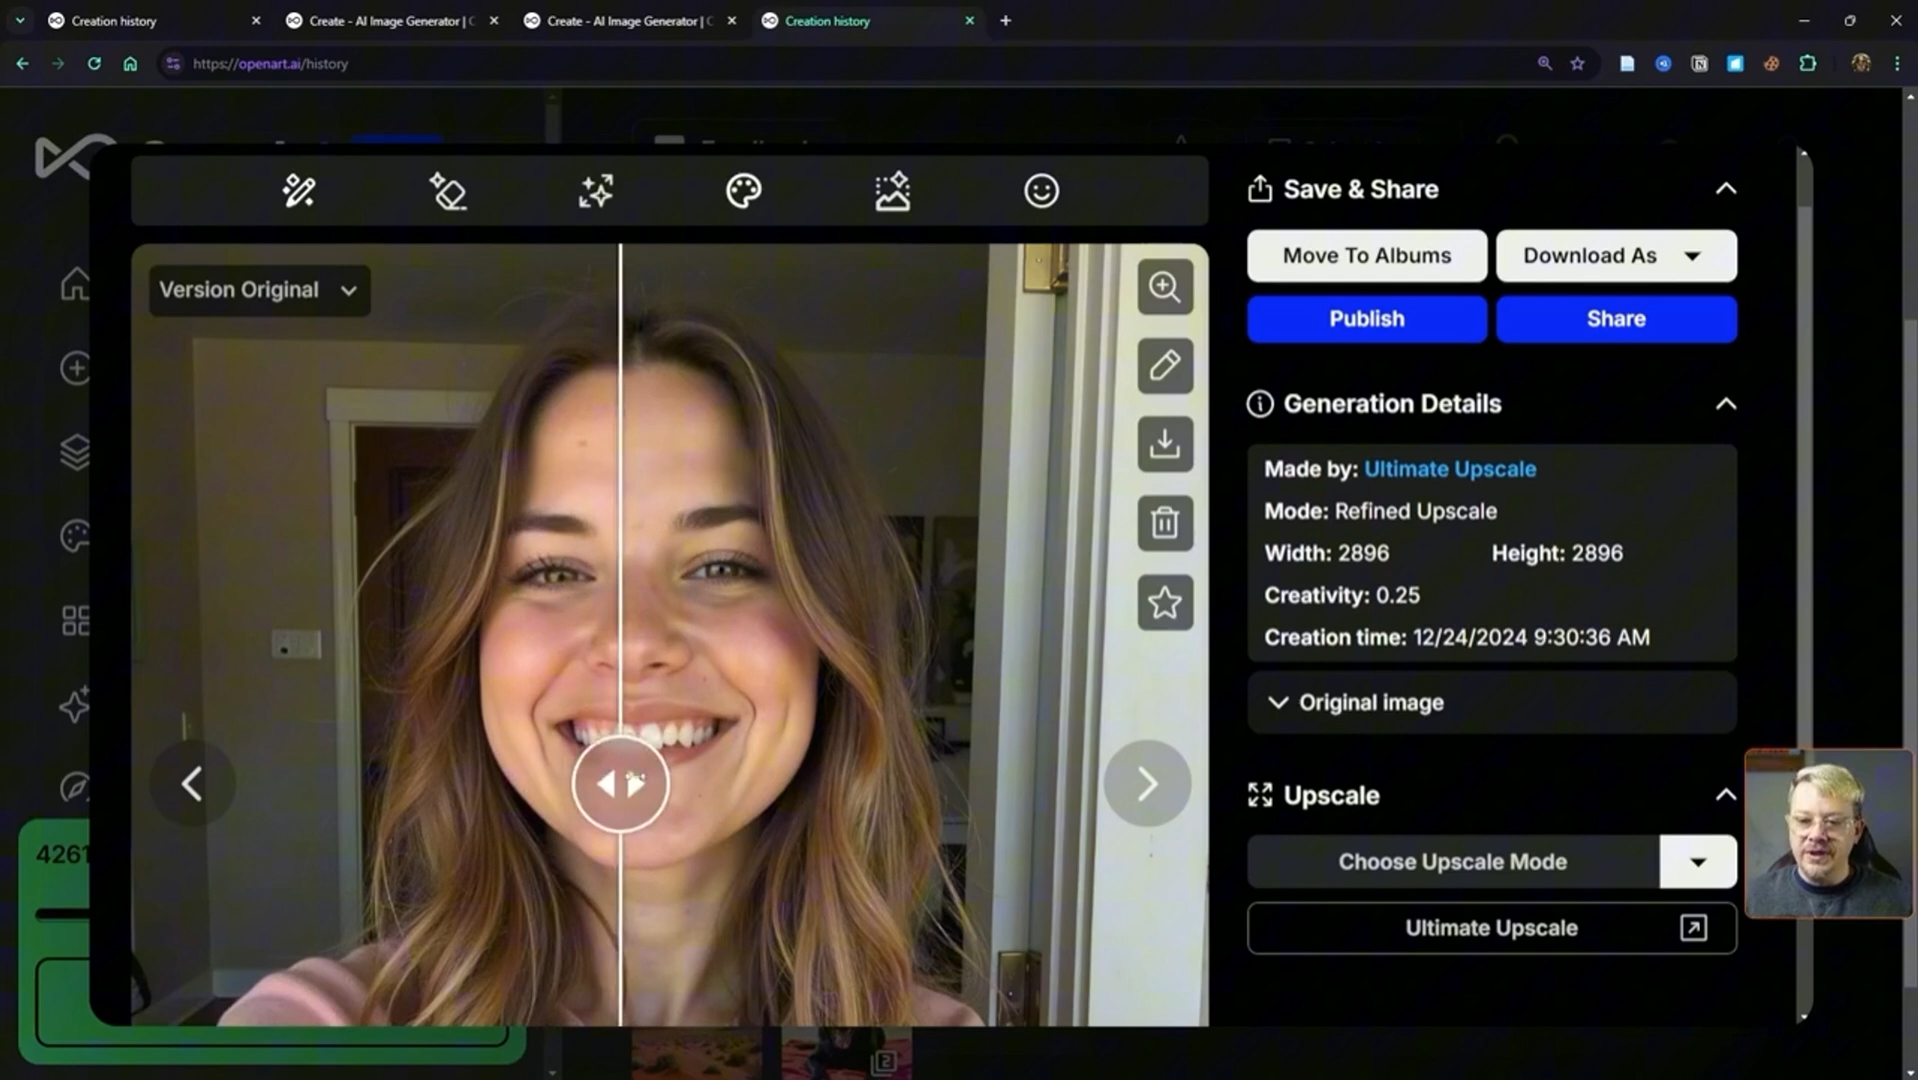 Creation history
Create - AI Image Generator | C
Create - AI Image Generator | C
Creation history
https://openart.ai/history
Version Original
Save & Share
Move To Albums
Download As
Publish
Share
Generation Details
Made by: Ultimate Upscale
Mode: Refined Upscale
Width: 2896 Height: 2896
Creativity: 0.25
Creation time: 12/24/2024 9:30:36 AM
Original image
Upscale
Choose Upscale Mode
Ultimate Upscale
4261
2